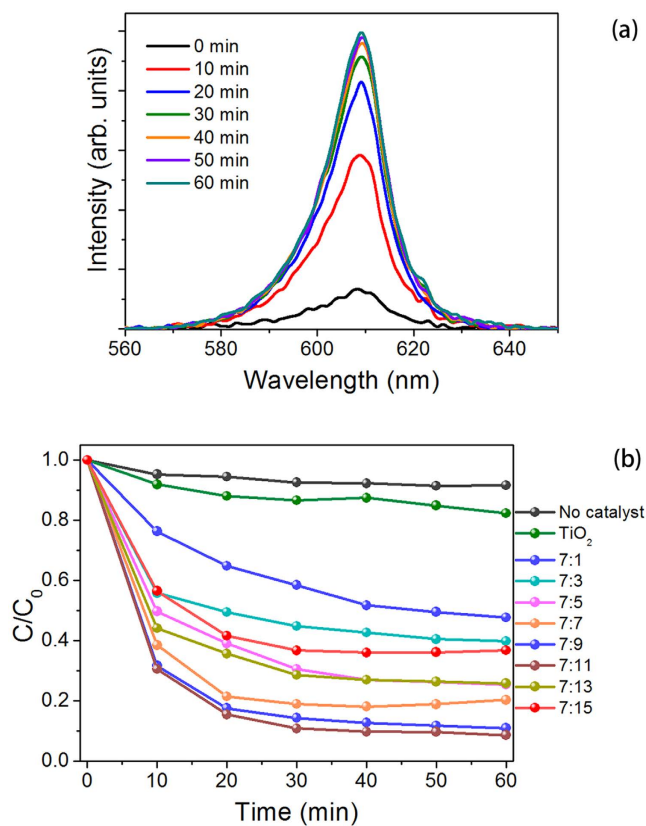 (a)
0 min
10 min
20 min
30 min
40 min
50 min
60 min
Intensity (arb. units)
560 580 600 620 640
Wavelength (nm)
(b)
1.0
0.8
0.6
0.4
0.2
0.0
C/C₀
0 10 20 30 40 50 60
Time (min)
No catalyst
TiO₂
7:1
7:3
7:5
7:7
7:9
7:11
7:13
7:15